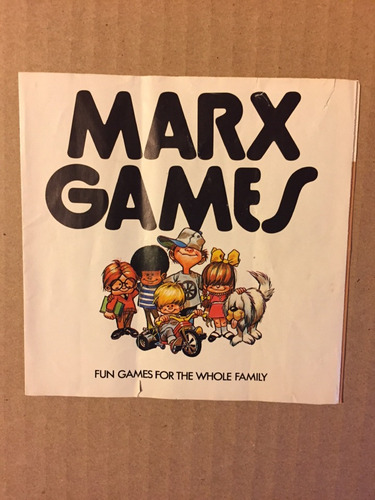 MARX
GAMES
FUN GAMES FOR THE WHOLE FAMILY